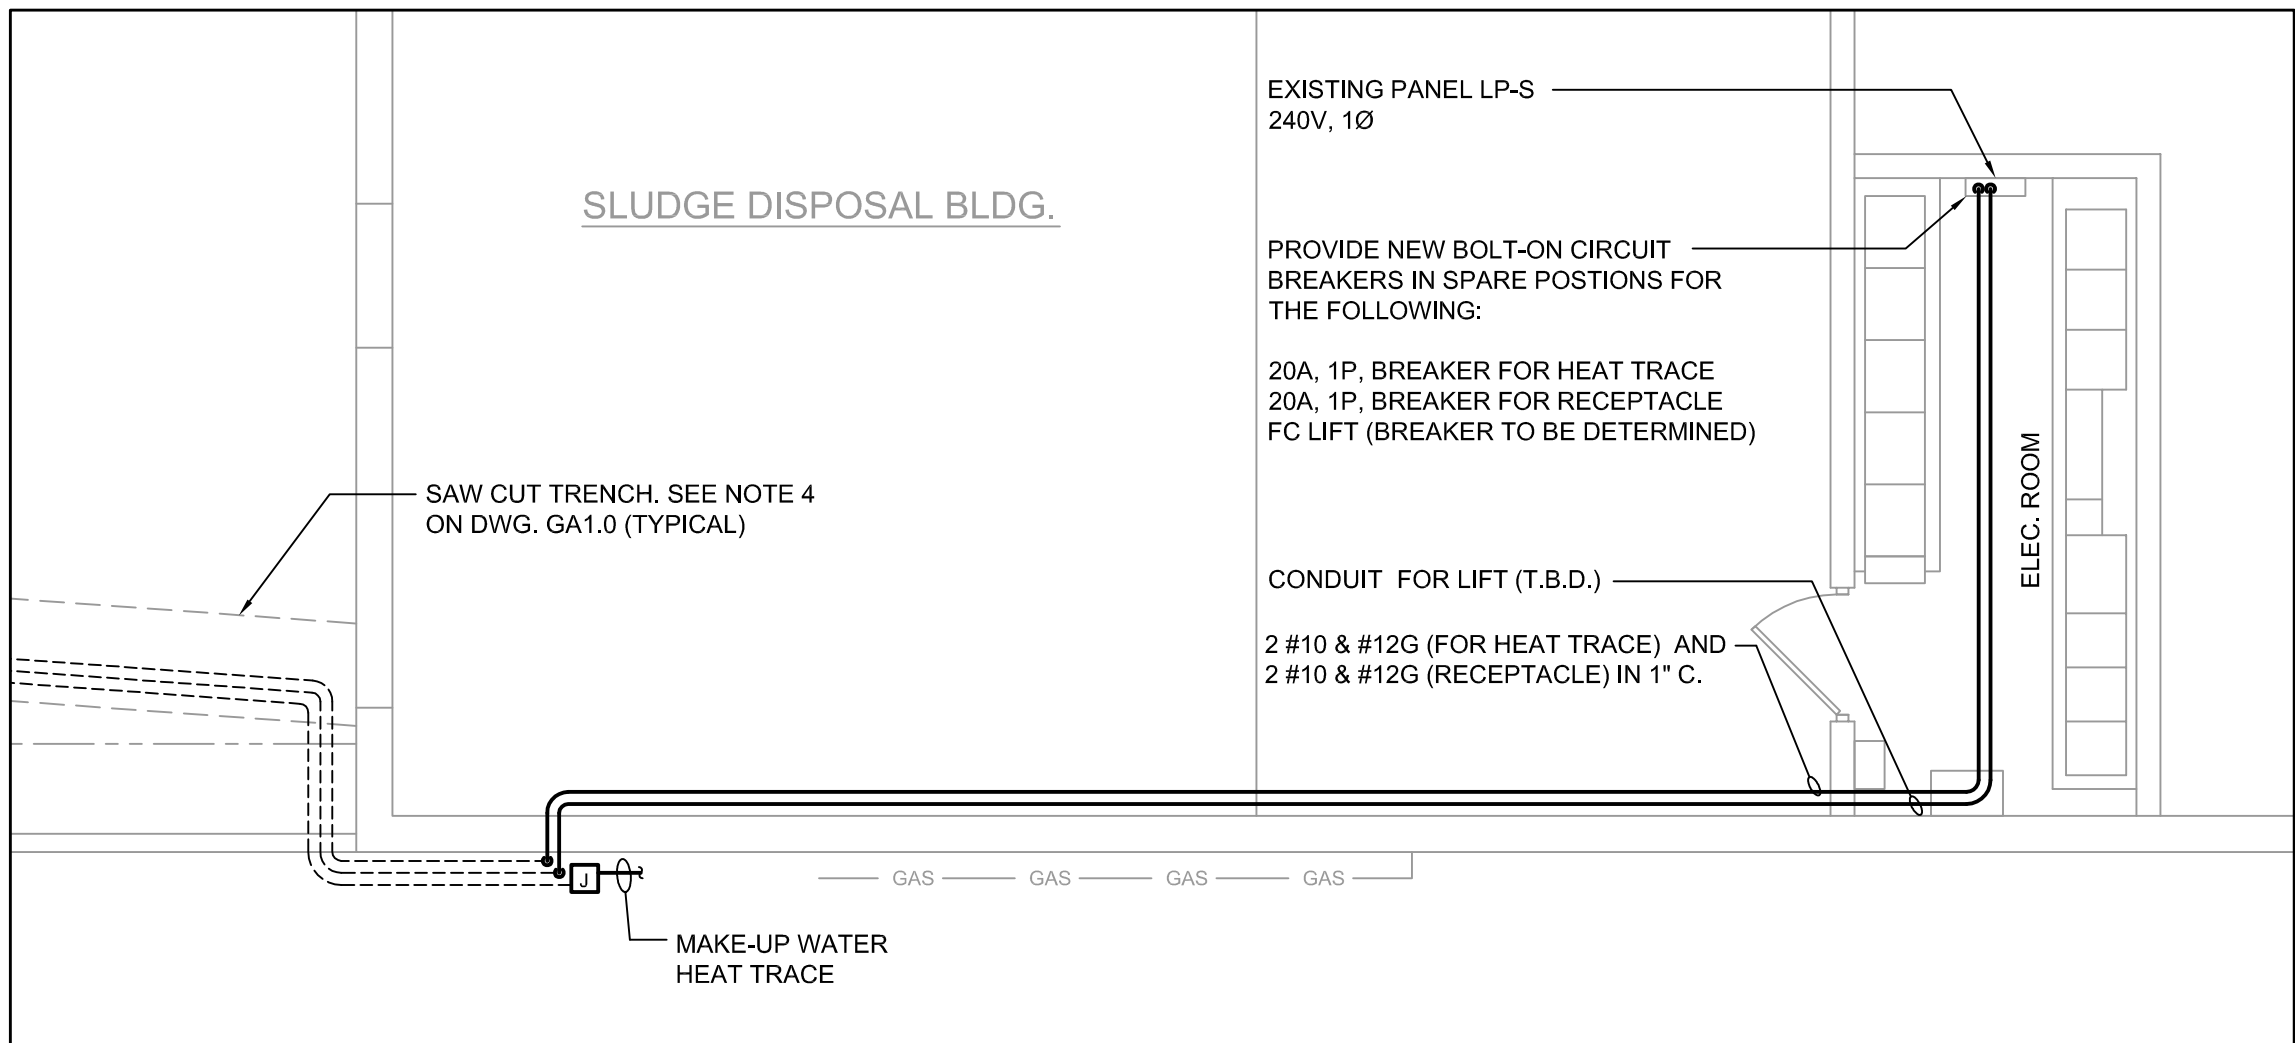 EXISTING PANEL LP-S
240V, 1Ø
SLUDGE DISPOSAL BLDG.
PROVIDE NEW BOLT-ON CIRCUIT
BREAKERS IN SPARE POSTIONS FOR
THE FOLLOWING:
20A, 1P, BREAKER FOR HEAT TRACE
20A, 1P, BREAKER FOR RECEPTACLE
FC LIFT (BREAKER TO BE DETERMINED)
ELEC. ROOM
SAW CUT TRENCH. SEE NOTE 4
ON DWG. GA1.0 (TYPICAL)
CONDUIT FOR LIFT (T.B.D.)
2 #10 & #12G (FOR HEAT TRACE) AND
2 #10 & #12G (RECEPTACLE) IN 1" C.
J
GAS GAS GAS GAS
MAKE-UP WATER
HEAT TRACE